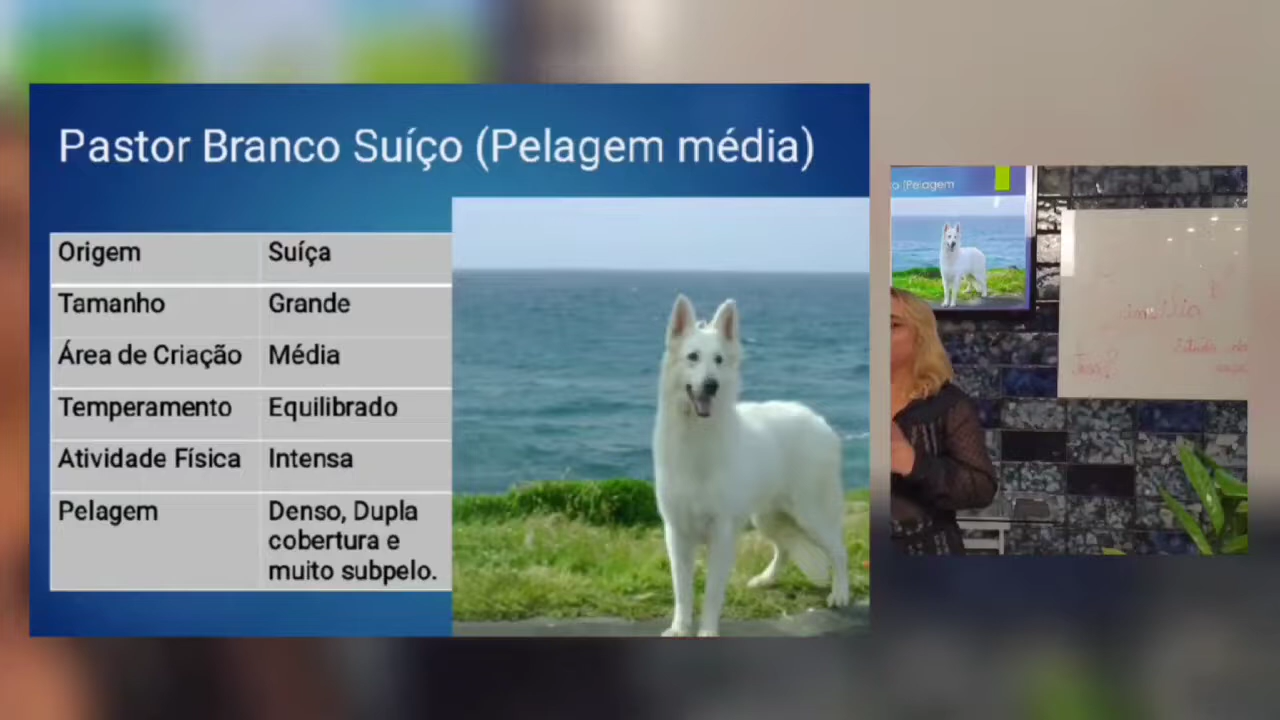 Pastor Branco Suíço (Pelagem média)
Origem Suíça
Tamanho Grande
Área de Criação Média
Temperamento Equilibrado
Atividade Física Intensa
Pelagem Denso, Dupla
cobertura e
muito subpelo.
o (Pelagem